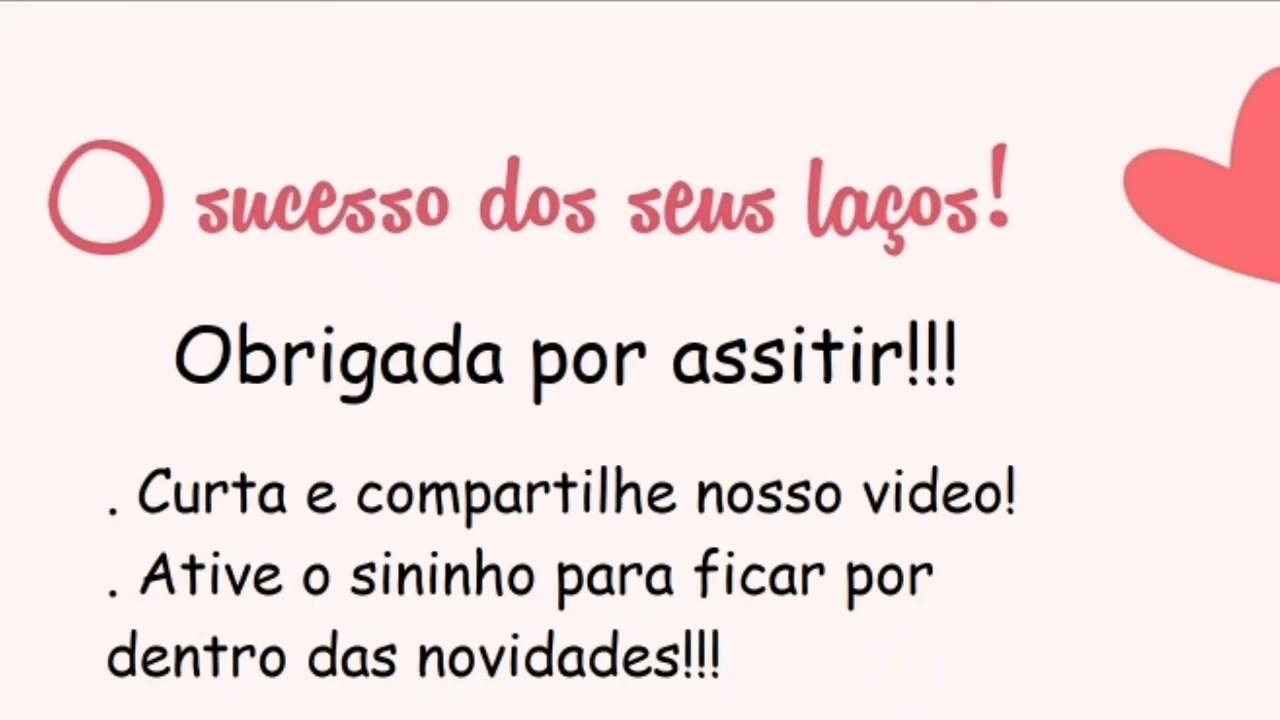 O sucesso dos seus laços!
Obrigada por assitir!!!
. Curta e compartilhe nosso video!
. Ative o sininho para ficar por
dentro das novidades!!!